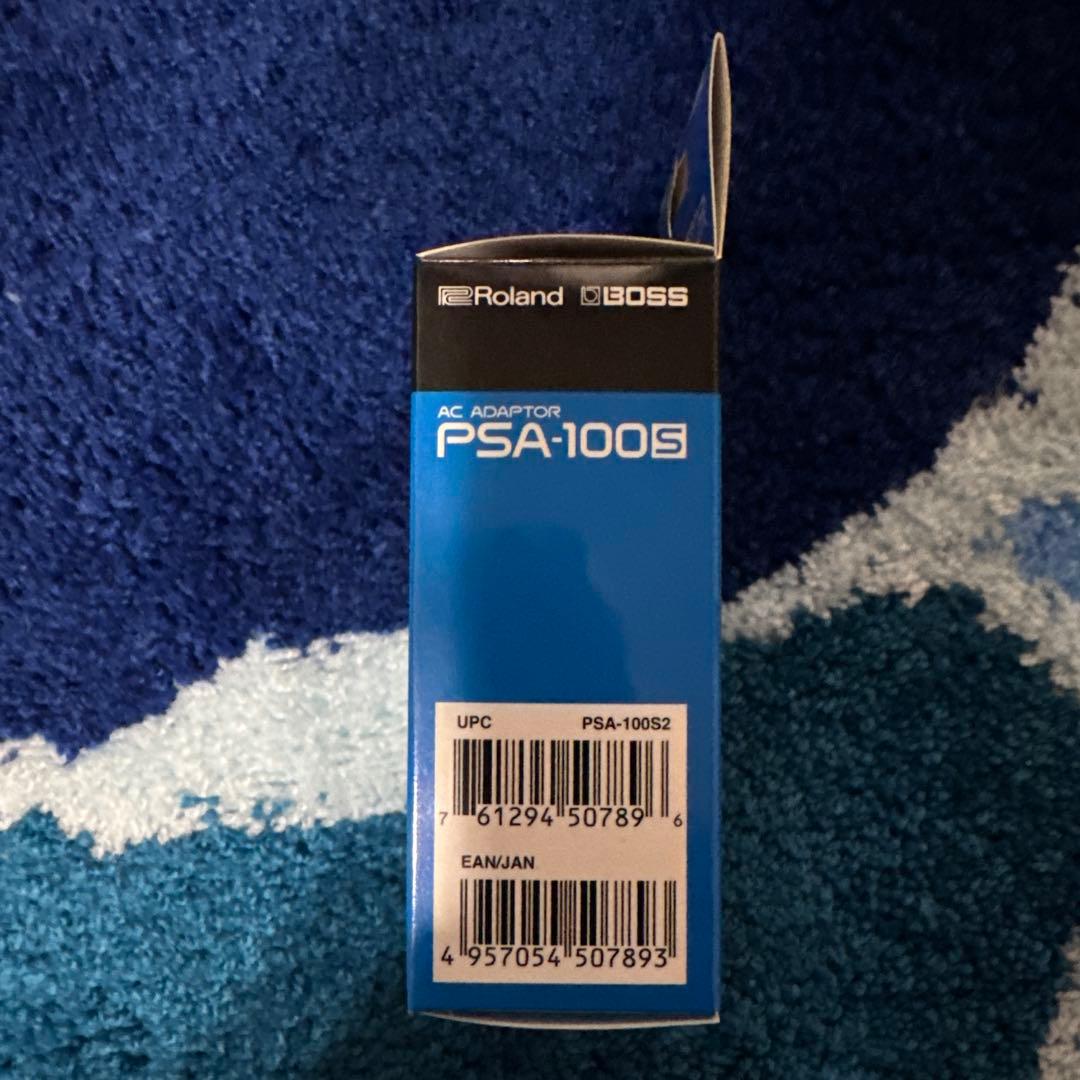 Roland BOSS
AC ADAPTOR
PSA-100S
UPC PSA-100S2
7 61294 50789 6
EAN/JAN
4 957054 507893